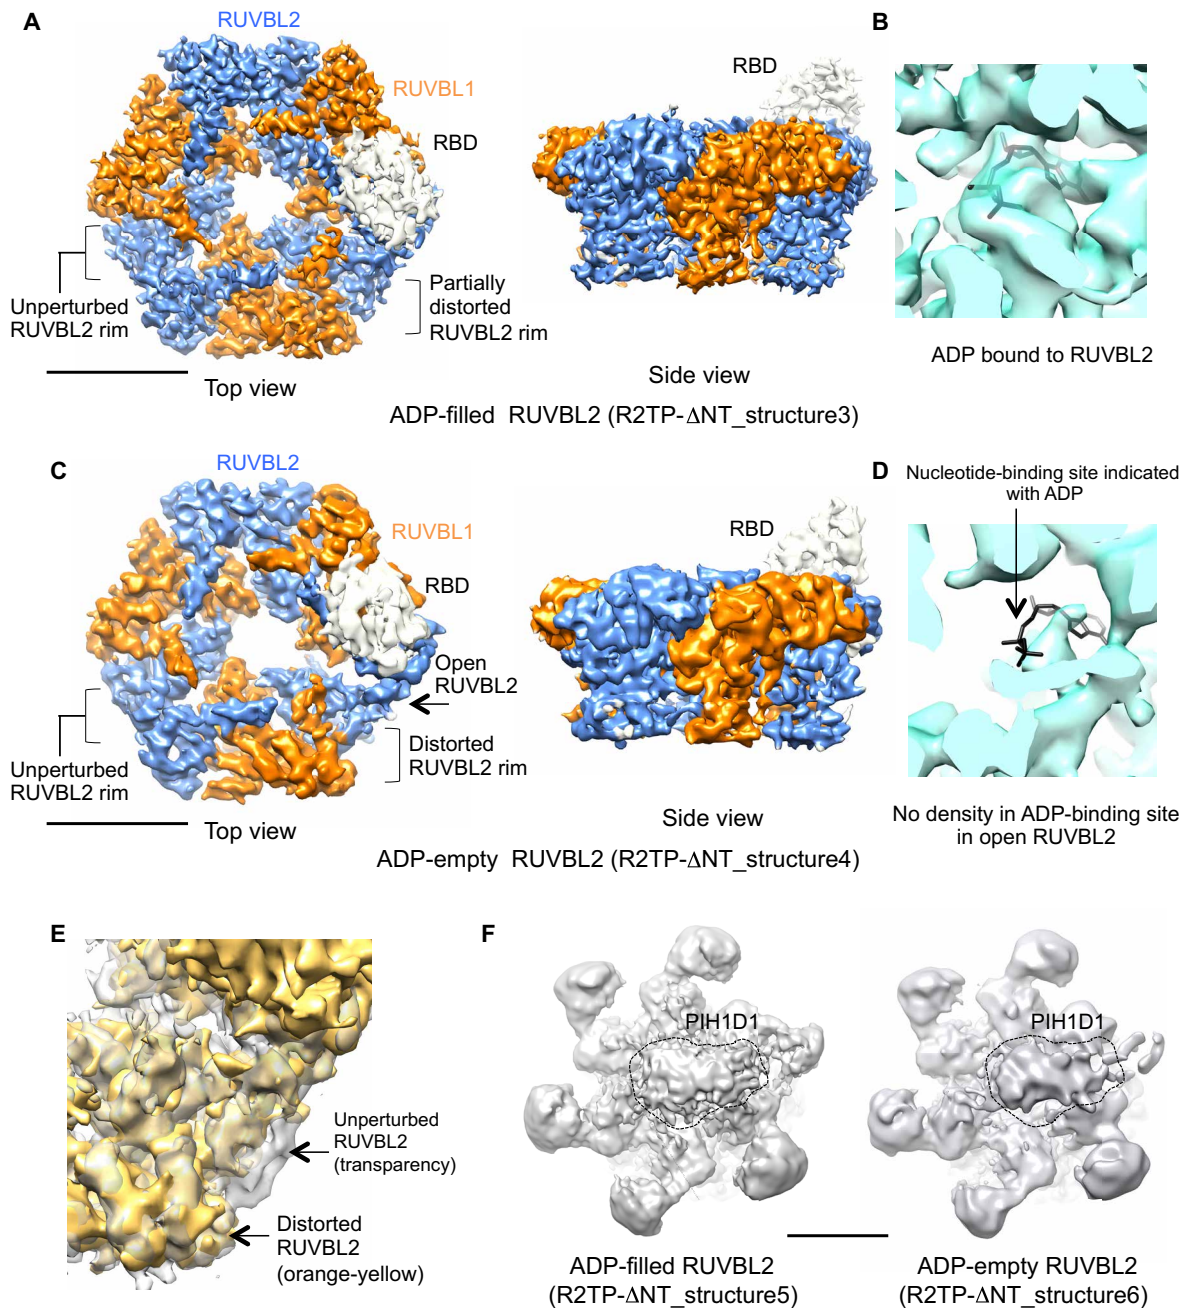 A
RUVBL2
RUVBL1
RBD
RBD
B
Unperturbed
RUVBL2 rim
Partially
distorted
RUVBL2 rim
Top view
Side view
ADP bound to RUVBL2
ADP-filled RUVBL2 (R2TP-ΔNT_structure3)
C
RUVBL2
RUVBL1
RBD
RBD
D
Nucleotide-binding site indicated
with ADP
Open
RUVBL2
Unperturbed
RUVBL2 rim
Distorted
RUVBL2 rim
Top view
Side view
No density in ADP-binding site
in open RUVBL2
ADP-empty RUVBL2 (R2TP-ΔNT_structure4)
E
Unperturbed
RUVBL2
(transparency)
Distorted
RUVBL2
(orange-yellow)
F
PIH1D1
PIH1D1
ADP-filled RUVBL2
(R2TP-ΔNT_structure5)
ADP-empty RUVBL2
(R2TP-ΔNT_structure6)